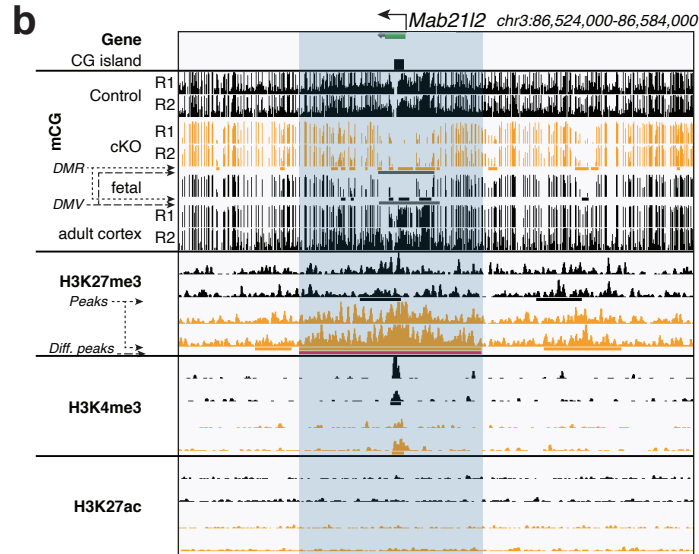 b
Mab21l2 chr3:86,524,000-86,584,000
Gene
CG island
mCG
Control R1
R2
cKO R1
R2
DMR
fetal
DMV
adult cortex R1
R2
H3K27me3
Peaks
Diff. peaks
H3K4me3
H3K27ac